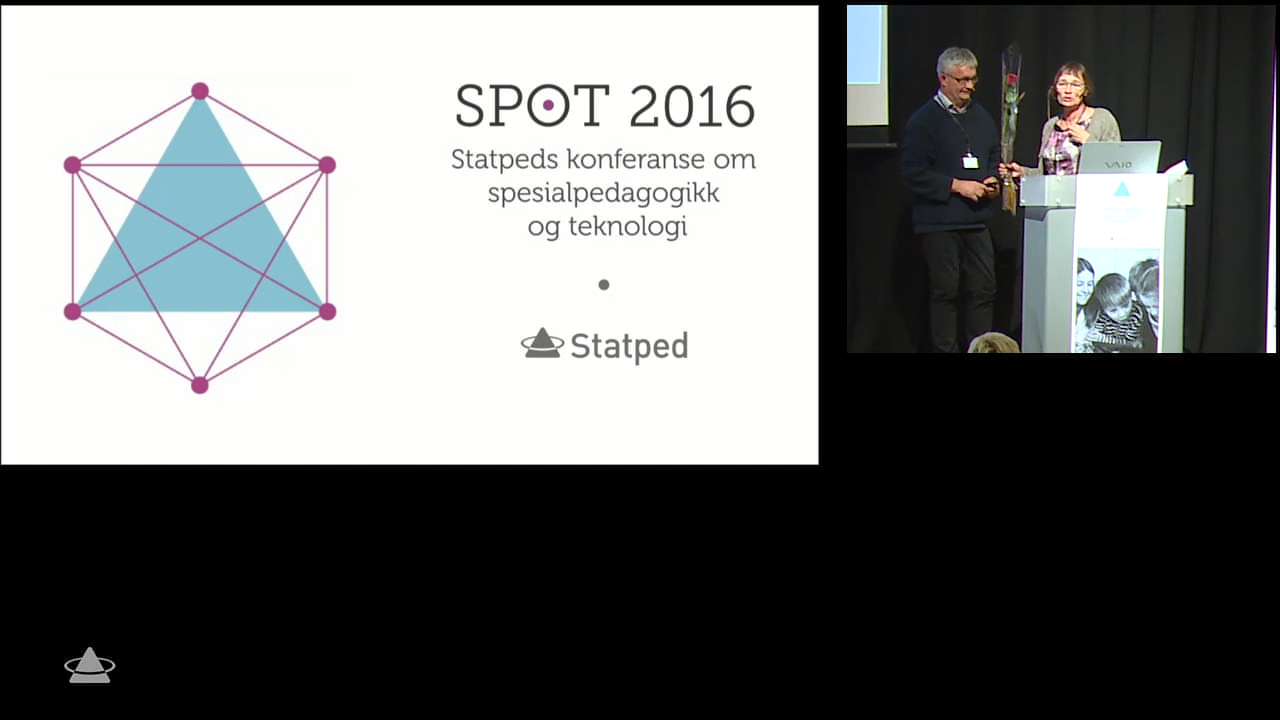 SPOT 2016
Statpeds konferanse om
spesialpedagogikk
og teknologi
Statped
VAIO